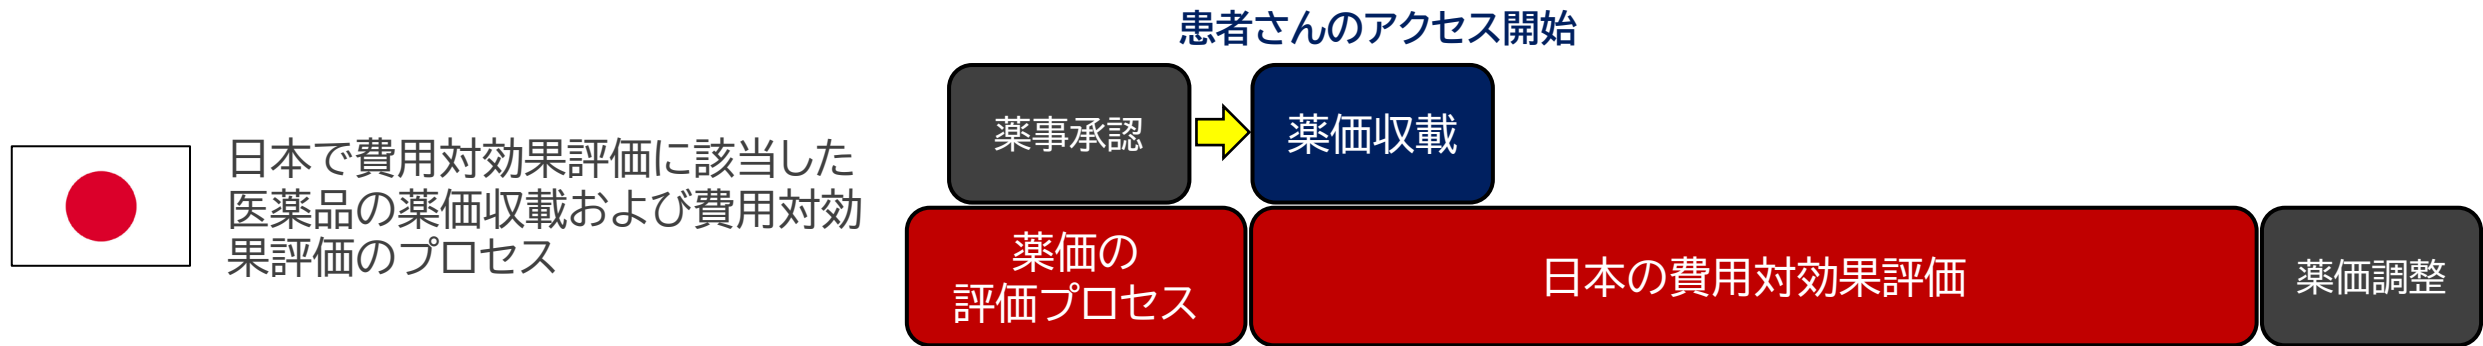 患者さんのアクセス開始
薬事承認
薬価収載
日本で費用対効果評価に該当した
医薬品の薬価収載および費用対効
果評価のプロセス
薬価の
評価プロセス
日本の費用対効果評価
薬価調整